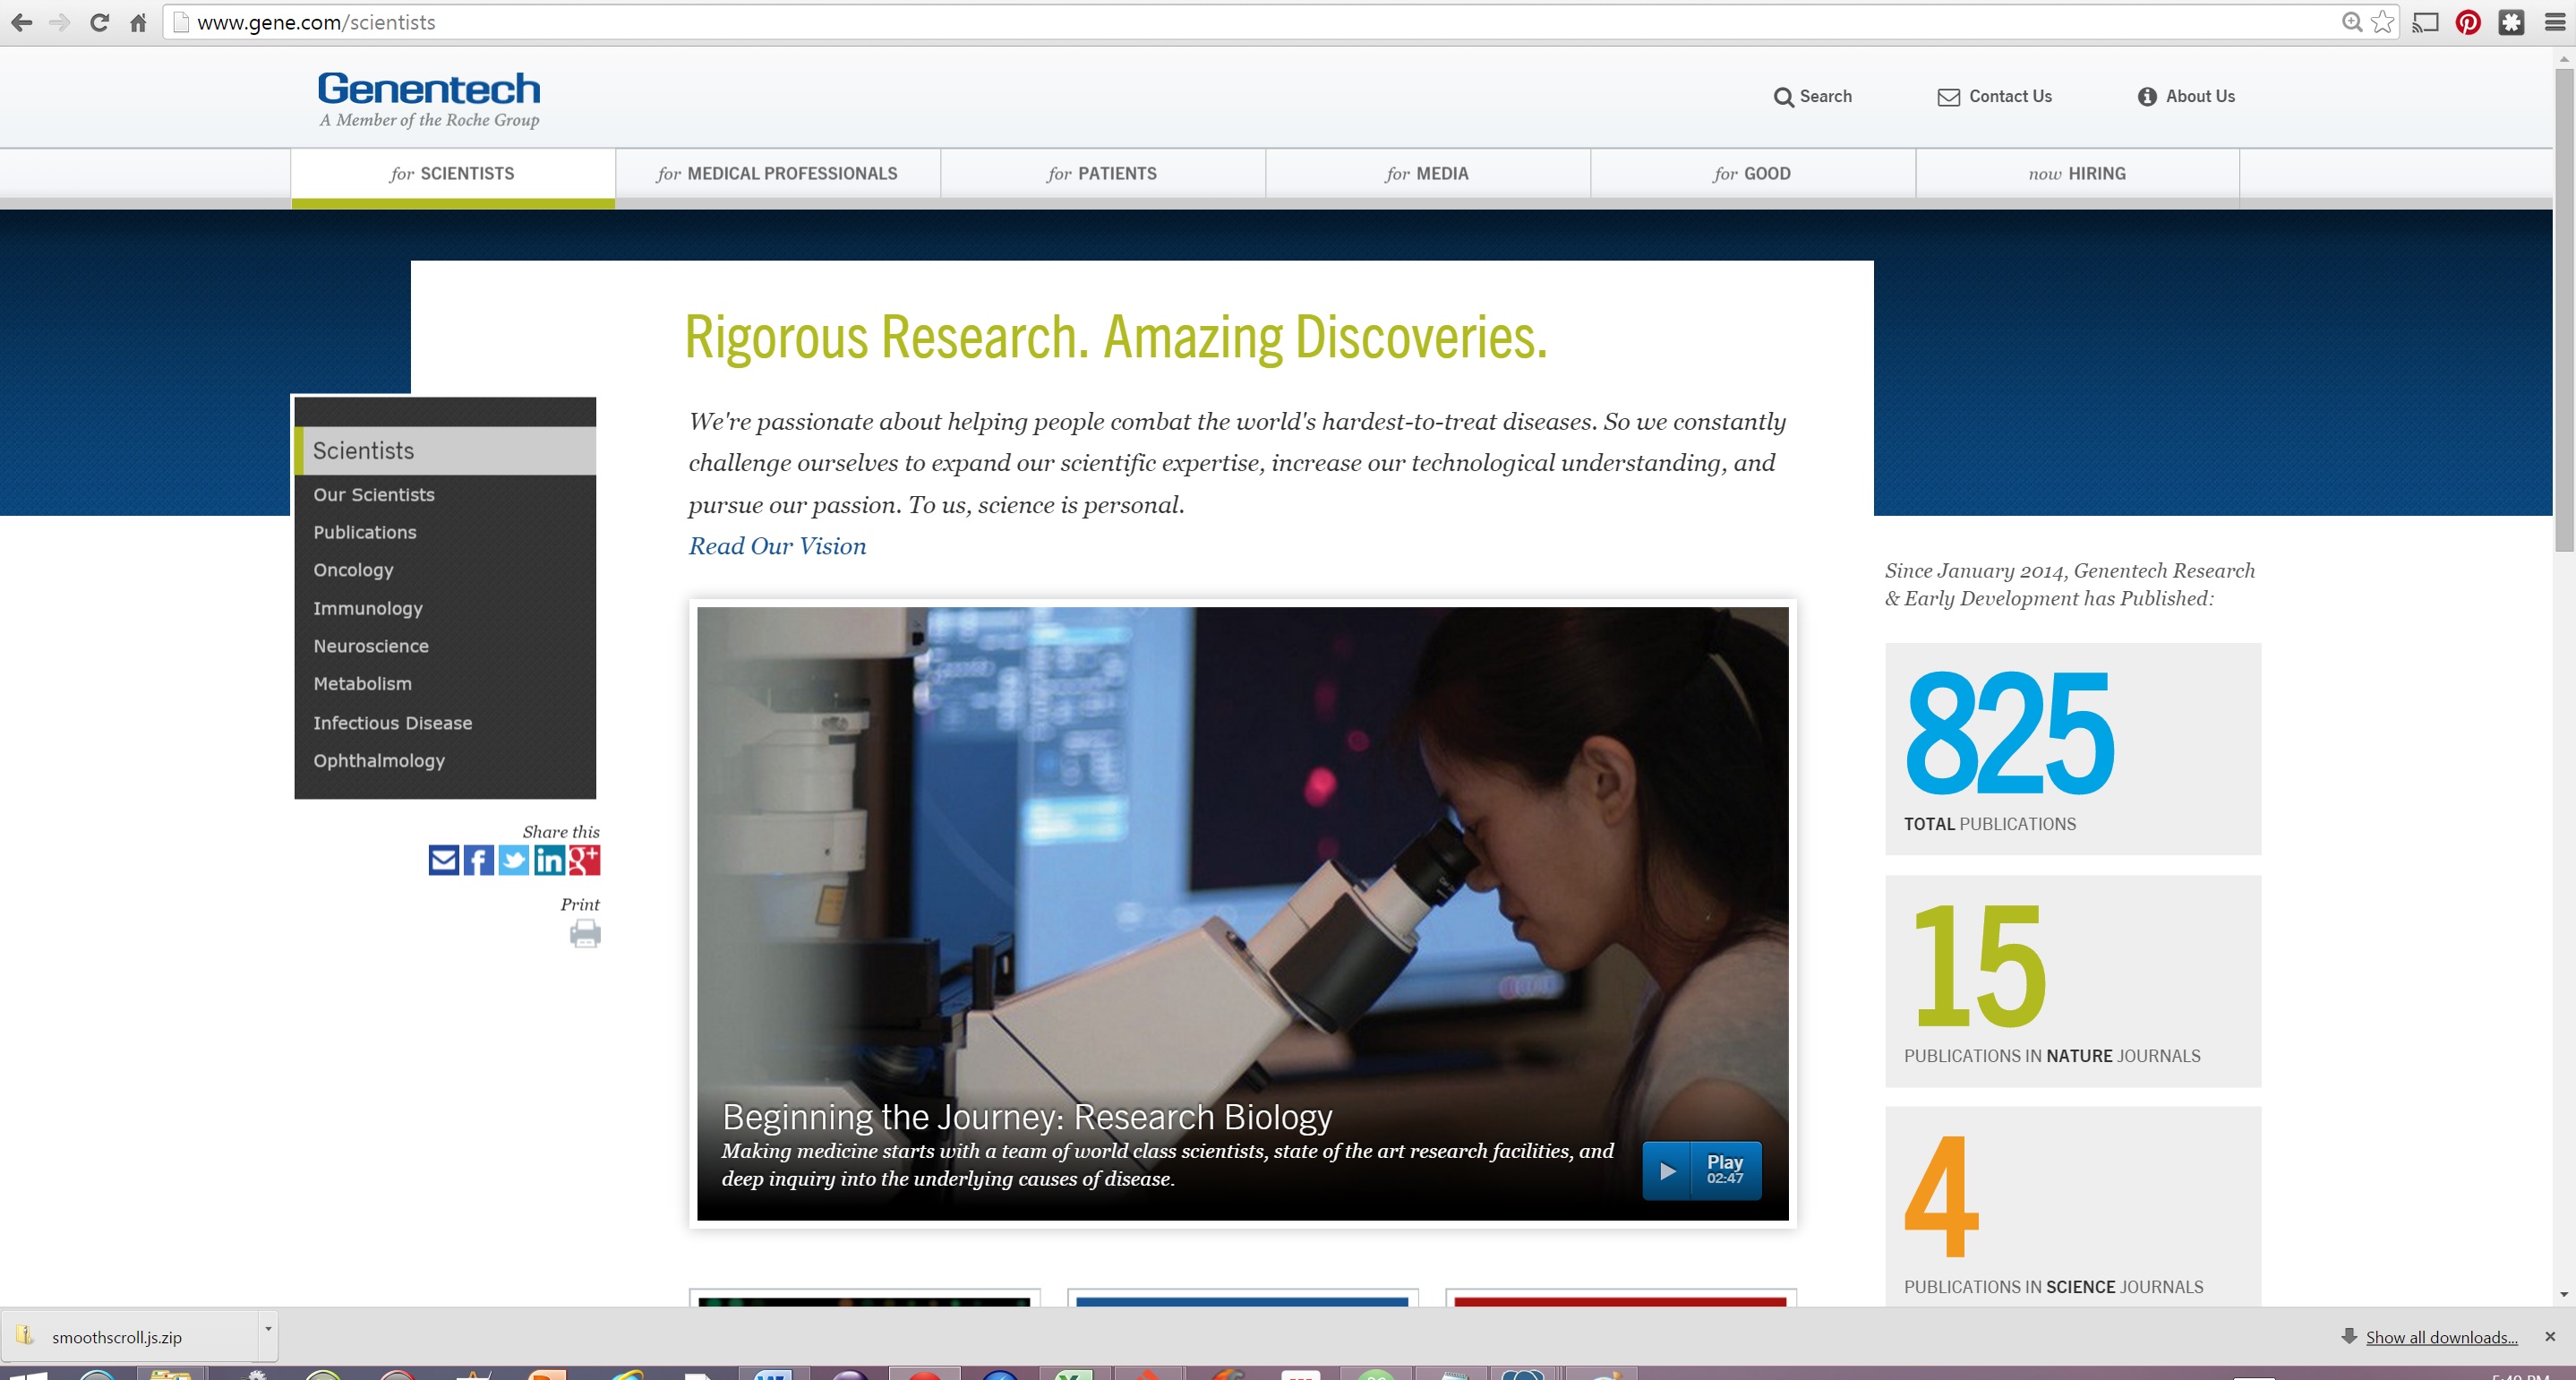 www.gene.com/scientists
Genentech
A Member of the Roche Group
Search
Contact Us
About Us
for SCIENTISTS
for MEDICAL PROFESSIONALS
for PATIENTS
for MEDIA
for GOOD
now HIRING
Rigorous Research. Amazing Discoveries.
We're passionate about helping people combat the world's hardest-to-treat diseases. So we constantly
challenge ourselves to expand our scientific expertise, increase our technological understanding, and
pursue our passion. To us, science is personal.
Read Our Vision
Scientists
Our Scientists
Publications
Oncology
Immunology
Neuroscience
Metabolism
Infectious Disease
Ophthalmology
Share this
Print
Beginning the Journey: Research Biology
Making medicine starts with a team of world class scientists, state of the art research facilities, and
deep inquiry into the underlying causes of disease.
Play
02:47
Since January 2014, Genentech Research
& Early Development has Published:
825
TOTAL PUBLICATIONS
15
PUBLICATIONS IN NATURE JOURNALS
4
PUBLICATIONS IN SCIENCE JOURNALS
smoothscroll.js.zip
Show all downloads...